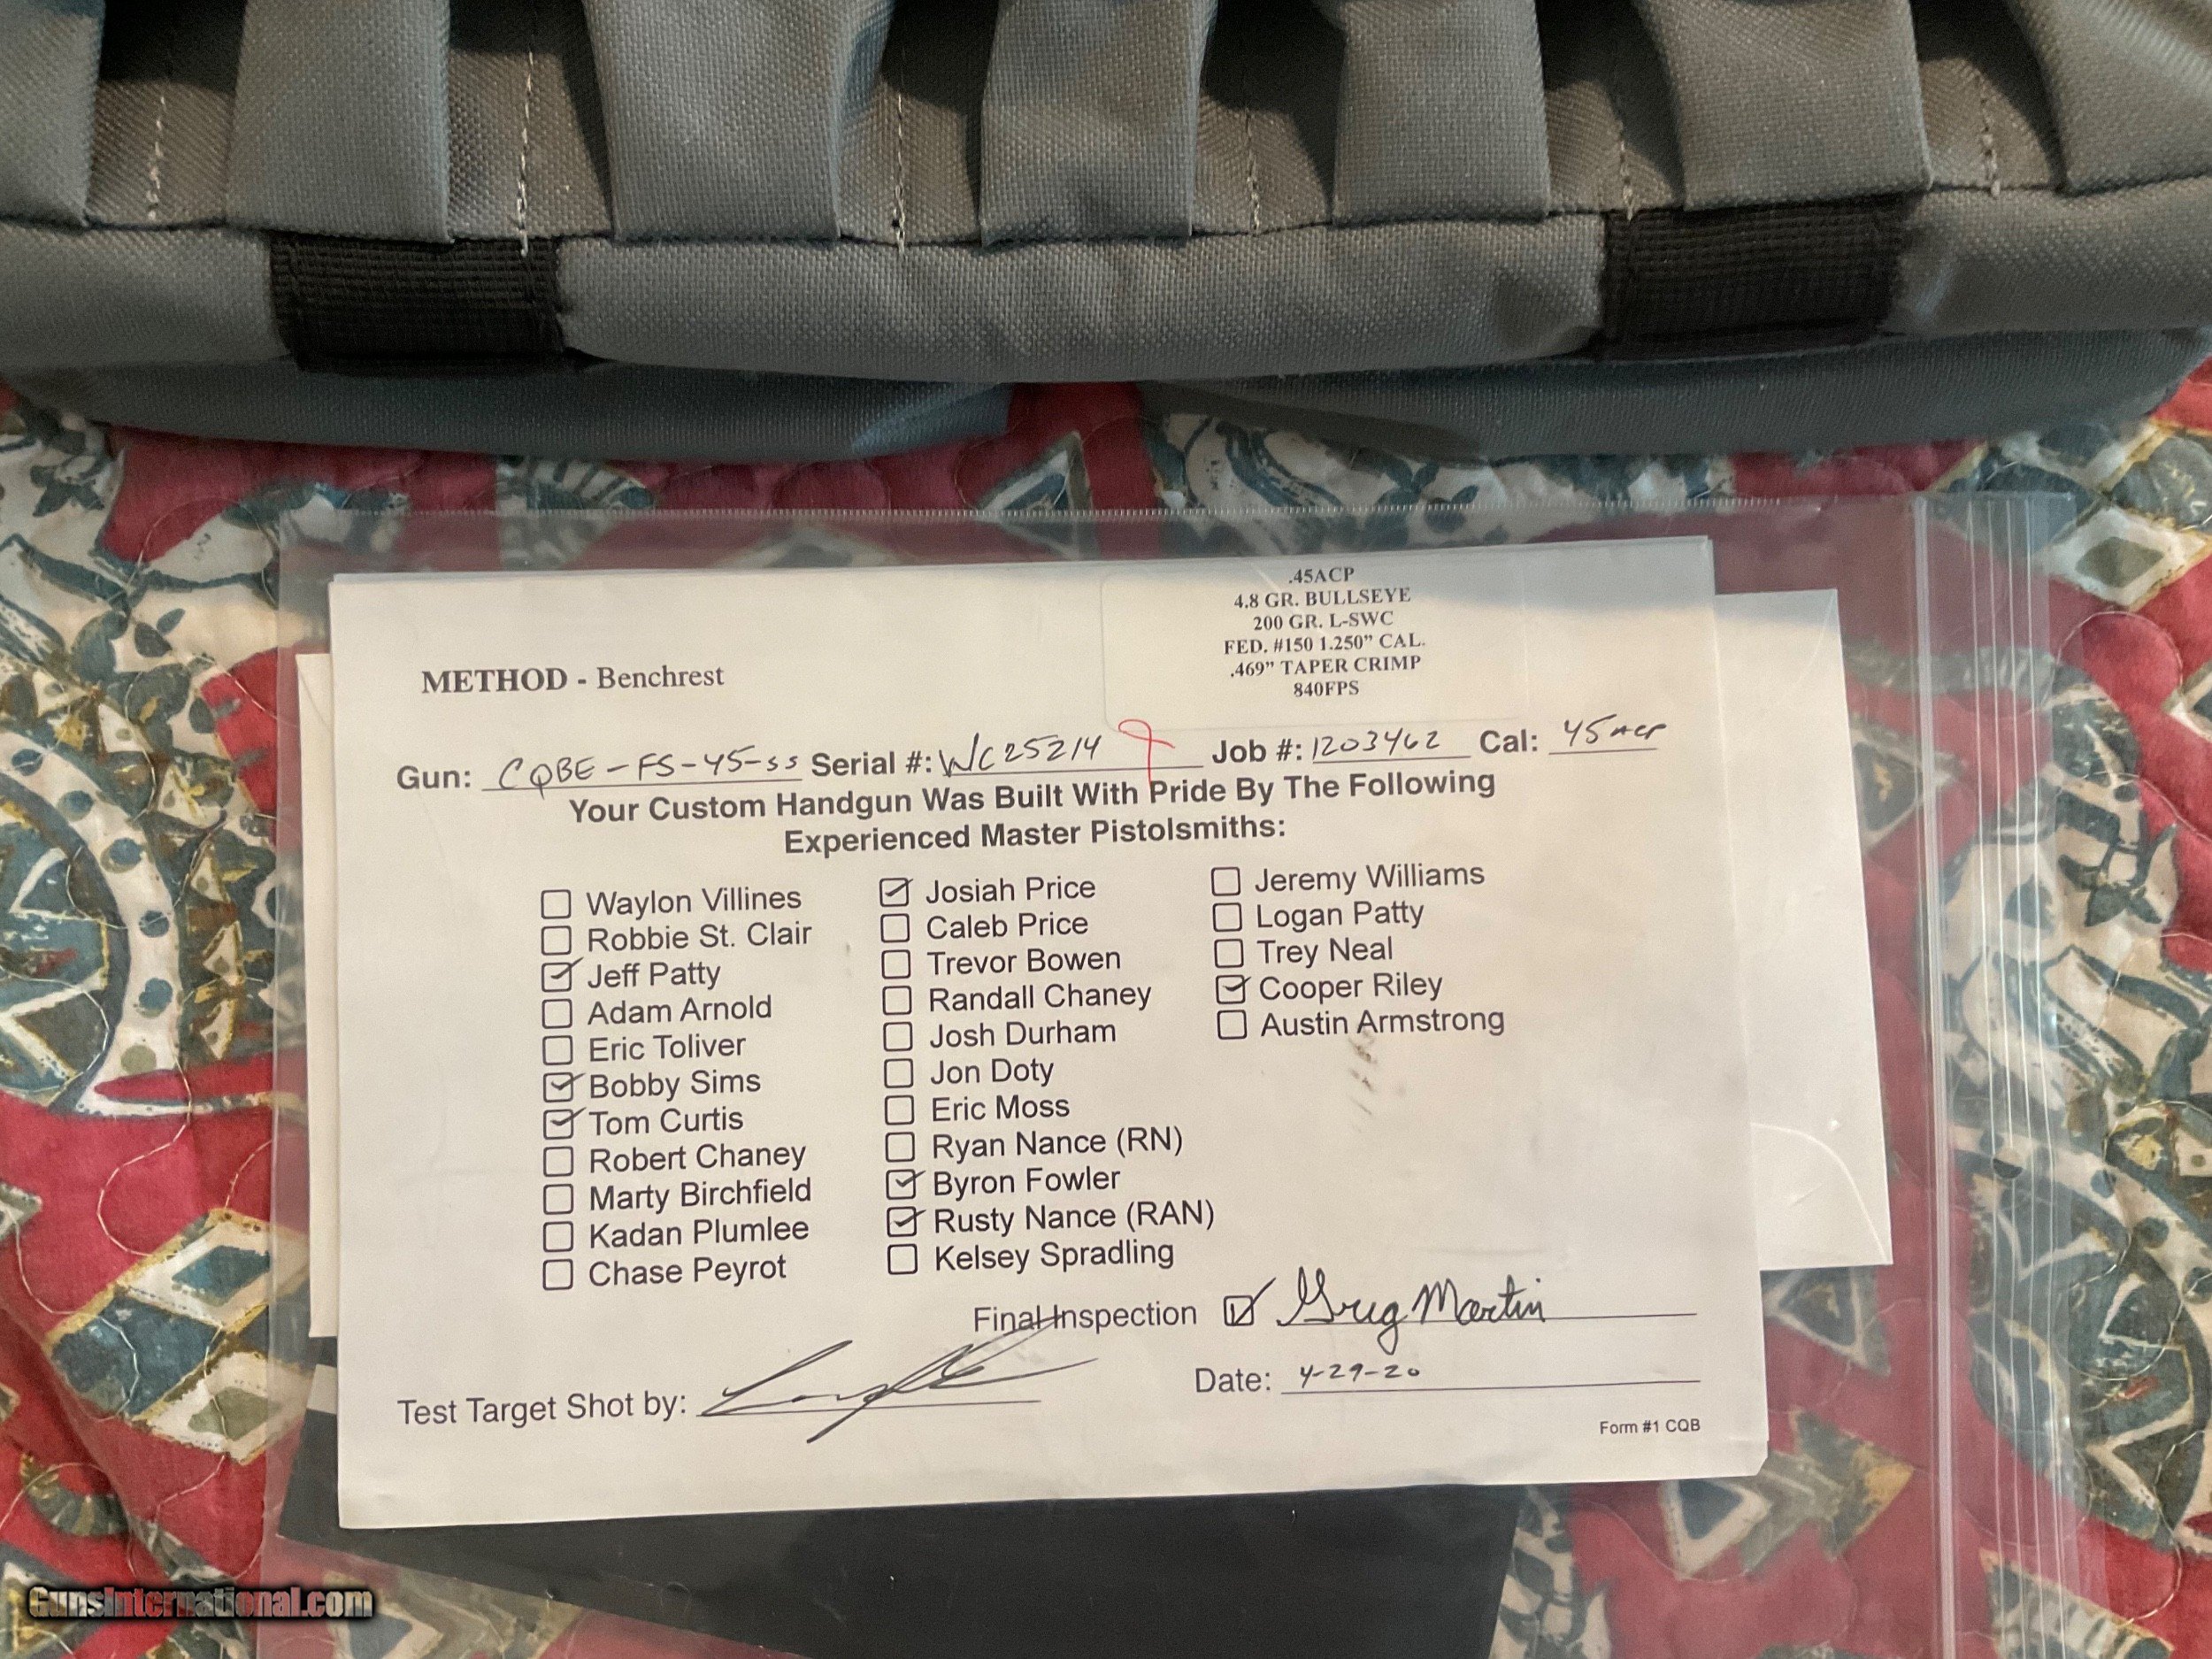 .45ACP
4.8 GR. BULLSEYE
200 GR. L-SWC
FED. #150 1.250" CAL.
.469" TAPER CRIMP
840FPS
METHOD - Benchrest
Gun: CQBE-FS-45-SS Serial #: WC25214 Job #: 1203462 Cal: 45 ACP
Your Custom Handgun Was Built With Pride By The Following
Experienced Master Pistolsmiths:
Waylon Villines
Robbie St. Clair
Jeff Patty
Adam Arnold
Eric Toliver
Bobby Sims
Tom Curtis
Robert Chaney
Marty Birchfield
Kadan Plumlee
Chase Peyrot
Josiah Price
Caleb Price
Trevor Bowen
Randall Chaney
Josh Durham
Jon Doty
Eric Moss
Ryan Nance (RN)
Byron Fowler
Rusty Nance (RAN)
Kelsey Spradling
Jeremy Williams
Logan Patty
Trey Neal
Cooper Riley
Austin Armstrong
Final Inspection Greg Martin
Test Target Shot by:
Date: 4-29-20
Form #1 CQB
GunsInternational.com